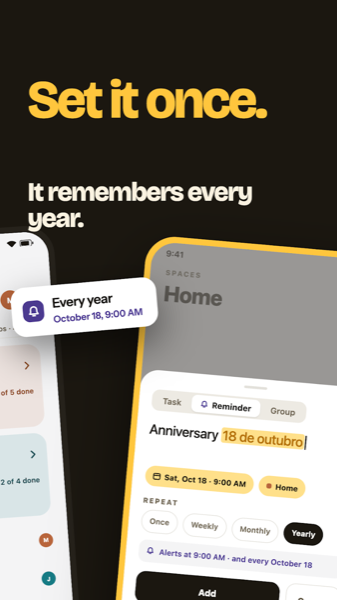 Set it once.
It remembers every
year.
9:41
SPACES
Home
Every year
October 18, 9:00 AM
of 5 done
2 of 4 done
J
Task
Reminder
Group
Anniversary 18 de outubro
Sat, Oct 18 · 9:00 AM
Home
REPEAT
Once
Weekly
Monthly
Yearly
Alerts at 9:00 AM · and every October 18
Add